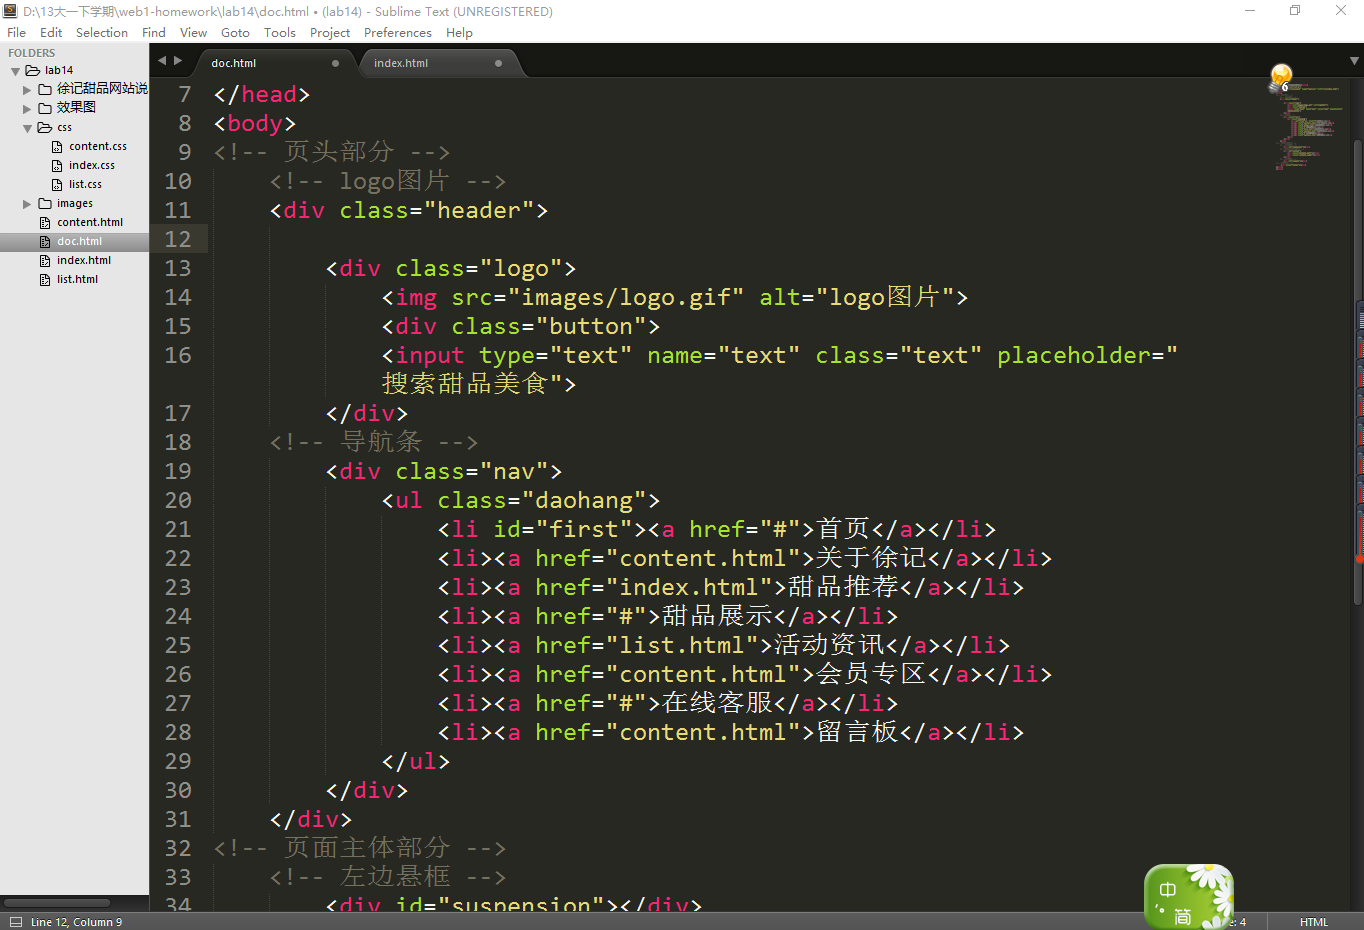 D:\13大一下学期\web1-homework\lab14\doc.html • (lab14) - Sublime Text (UNREGISTERED)
File Edit Selection Find View Goto Tools Project Preferences Help
FOLDERS
lab14
徐记甜品网站说
效果图
css
content.css
index.css
list.css
images
content.html
doc.html
index.html
list.html
doc.html index.html
6
7 </head>
8 <body>
9 <!-- 页头部分 -->
10 <!-- logo图片 -->
11 <div class="header">
12
13 <div class="logo">
14 <img src="images/logo.gif" alt="logo图片">
15 <div class="button">
16 <input type="text" name="text" class="text" placeholder="
搜索甜品美食">
17 </div>
18 <!-- 导航条 -->
19 <div class="nav">
20 <ul class="daohang">
21 <li id="first"><a href="#">首页</a></li>
22 <li><a href="content.html">关于徐记</a></li>
23 <li><a href="index.html">甜品推荐</a></li>
24 <li><a href="#">甜品展示</a></li>
25 <li><a href="list.html">活动资讯</a></li>
26 <li><a href="content.html">会员专区</a></li>
27 <li><a href="#">在线客服</a></li>
28 <li><a href="content.html">留言板</a></li>
29 </ul>
30 </div>
31 </div>
32 <!-- 页面主体部分 -->
33 <!-- 左边悬框 -->
34 <div id="suspension"></div>
中
简
Line 12, Column 9
e: 4 HTML